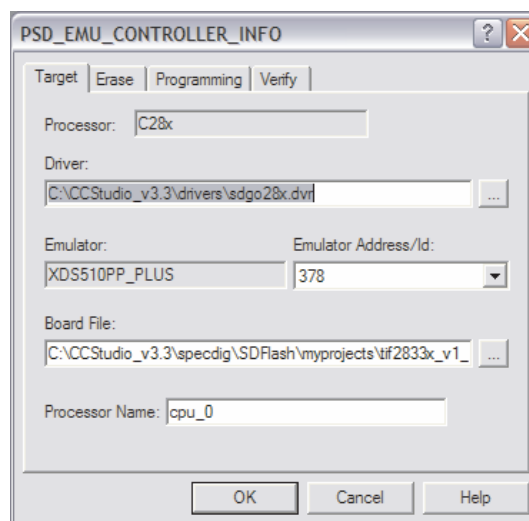 PSD_EMU_CONTROLLER_INFO
Target Erase Programming Verify
Processor: C28x
Driver:
C:\CCStudio_v3.3\drivers\sdgo28x.dvr ...
Emulator: Emulator Address/Id:
XDS510PP_PLUS 378
Board File:
C:\CCStudio_v3.3\specdig\SDFlash\myprojects\tif2833x_v1_ ...
Processor Name: cpu_0
OK Cancel Help